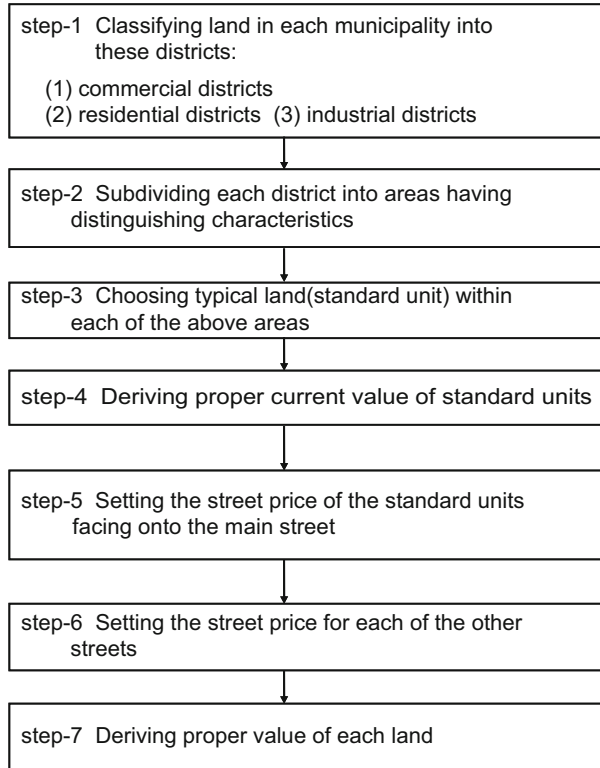 step-1 Classifying land in each municipality into
these districts:
(1) commercial districts
(2) residential districts (3) industrial districts
step-2 Subdividing each district into areas having
distinguishing characteristics
step-3 Choosing typical land(standard unit) within
each of the above areas
step-4 Deriving proper current value of standard units
step-5 Setting the street price of the standard units
facing onto the main street
step-6 Setting the street price for each of the other
streets
step-7 Deriving proper value of each land